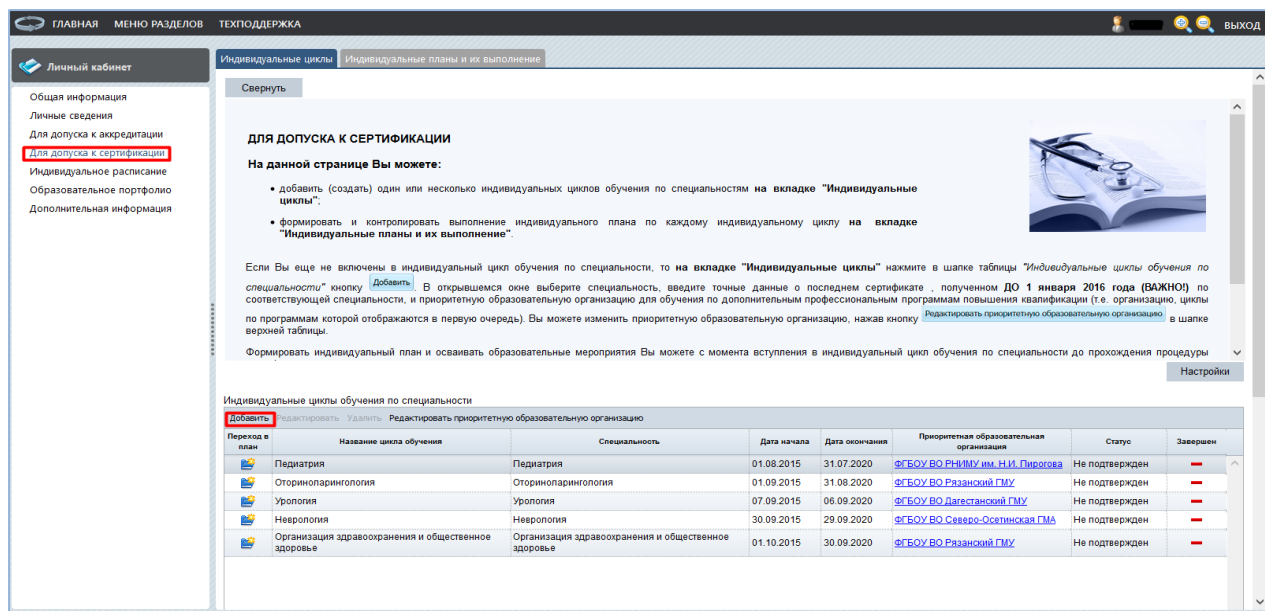 ГЛАВНАЯ МЕНЮ РАЗДЕЛОВ ТЕХПОДДЕРЖКА ВЫХОД
Личный кабинет
Общая информация
Личные сведения
Для допуска к аккредитации
Для допуска к сертификации
Индивидуальное расписание
Образовательное портфолио
Дополнительная информация
Индивидуальные циклы Индивидуальные планы и их выполнение
Свернуть
ДЛЯ ДОПУСКА К СЕРТИФИКАЦИИ
На данной странице Вы можете:
• добавить (создать) один или несколько индивидуальных циклов обучения по специальностям на вкладке "Индивидуальные
циклы";
• формировать и контролировать выполнение индивидуального плана по каждому индивидуальному циклу на вкладке
"Индивидуальные планы и их выполнение".
Если Вы еще не включены в индивидуальный цикл обучения по специальности, то на вкладке "Индивидуальные циклы" нажмите в шапке таблицы "Индивидуальные циклы обучения по
специальности" кнопку Добавить . В открывшемся окне выберите специальность, введите точные данные о последнем сертификате , полученном ДО 1 января 2016 года (ВАЖНО!) по
соответствующей специальности, и приоритетную образовательную организацию для обучения по дополнительным профессиональным программам повышения квалификации (т.е. организацию, циклы
по программам которой отображаются в первую очередь). Вы можете изменить приоритетную образовательную организацию, нажав кнопку Редактировать приоритетную образовательную организацию в шапке
верхней таблицы.
Формировать индивидуальный план и осваивать образовательные мероприятия Вы можете с момента вступления в индивидуальный цикл обучения по специальности до прохождения процедуры
Настройки
Индивидуальные циклы обучения по специальности
Добавить Редактировать Удалить Редактировать приоритетную образовательную организацию
Переход в план Название цикла обучения Специальность Дата начала Дата окончания Приоритетная образовательная организация Статус Завершен
Педиатрия Педиатрия 01.08.2015 31.07.2020 ФГБОУ ВО РНИМУ им. Н.И. Пирогова Не подтвержден
Оториноларингология Оториноларингология 01.09.2015 31.08.2020 ФГБОУ ВО Рязанский ГМУ Не подтвержден
Урология Урология 07.09.2015 06.09.2020 ФГБОУ ВО Дагестанский ГМУ Не подтвержден
Неврология Неврология 30.09.2015 29.09.2020 ФГБОУ ВО Северо-Осетинская ГМА Не подтвержден
Организация здравоохранения и общественное здоровье Организация здравоохранения и общественное здоровье 01.10.2015 30.09.2020 ФГБОУ ВО Рязанский ГМУ Не подтвержден